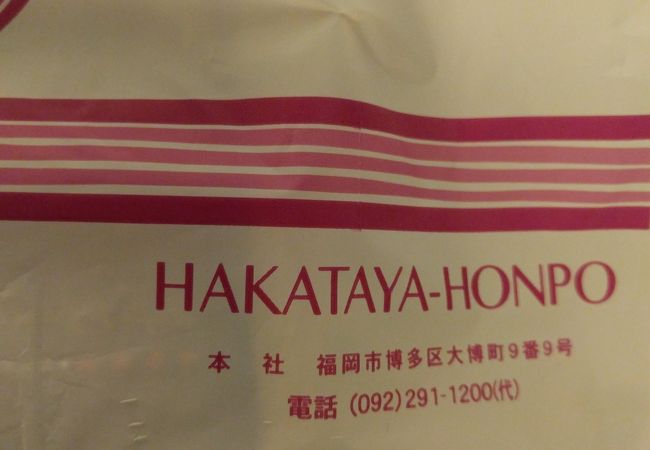 HAKATAYA-HONPO
本 社 福岡市博多区大博町9番9号
電話 (092)291-1200(代)